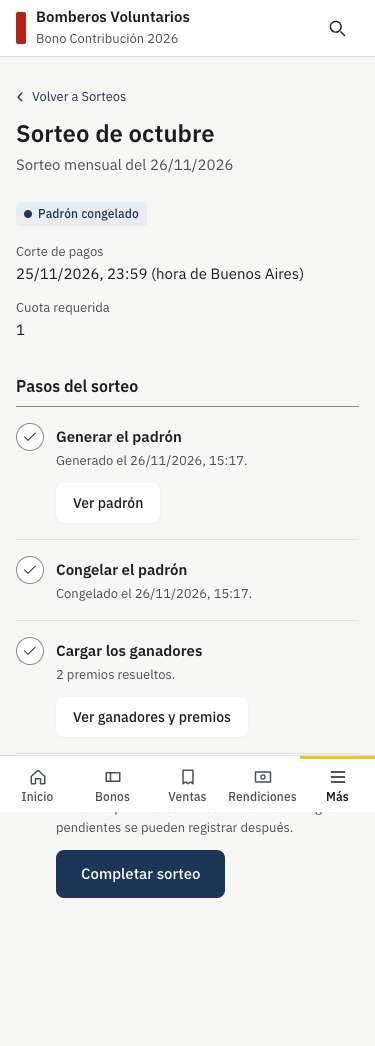 Bomberos Voluntarios
Bono Contribución 2026
Volver a Sorteos
Sorteo de octubre
Sorteo mensual del 26/11/2026
Padrón congelado
Corte de pagos
25/11/2026, 23:59 (hora de Buenos Aires)
Cuota requerida
1
Pasos del sorteo
Generar el padrón
Generado el 26/11/2026, 15:17.
Ver padrón
Congelar el padrón
Congelado el 26/11/2026, 15:17.
Cargar los ganadores
2 premios resueltos.
Ver ganadores y premios
Inicio
Bonos
Ventas
Rendiciones
Más
pendientes se pueden registrar después.
Completar sorteo